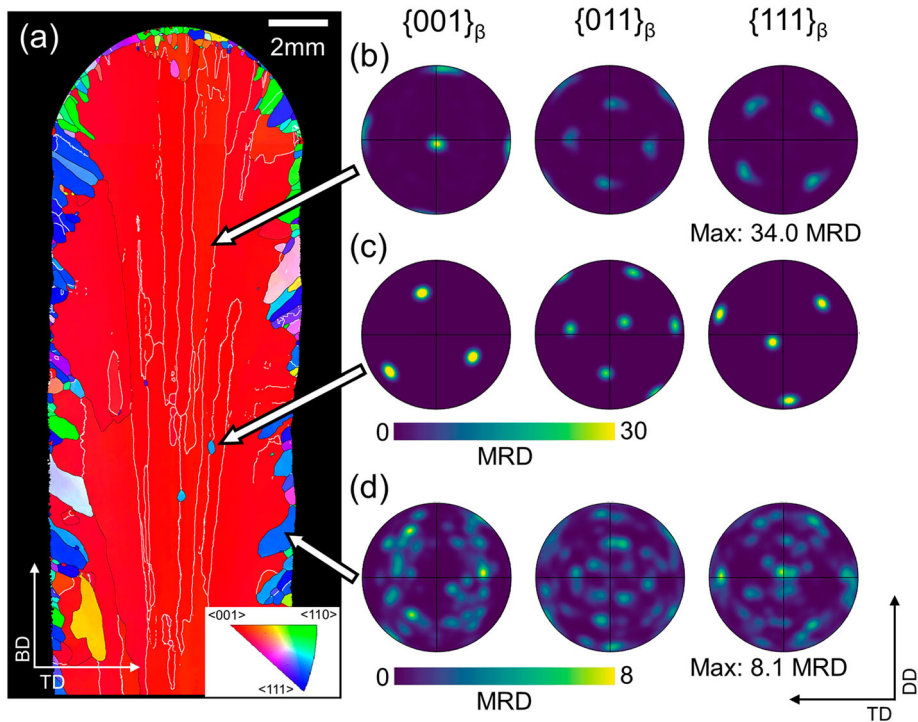 (a)
2mm
{001}β
{011}β
{111}β
(b)
Max: 34.0 MRD
(c)
0
30
MRD
(d)
<001>
<110>
<111>
BD
TD
0
8
MRD
Max: 8.1 MRD
DD
TD